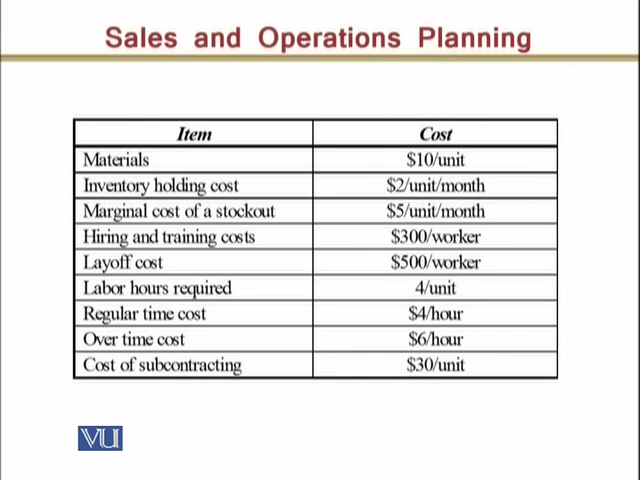 Sales and Operations Planning
Item Cost
Materials $10/unit
Inventory holding cost $2/unit/month
Marginal cost of a stockout $5/unit/month
Hiring and training costs $300/worker
Layoff cost $500/worker
Labor hours required 4/unit
Regular time cost $4/hour
Over time cost $6/hour
Cost of subcontracting $30/unit
VU